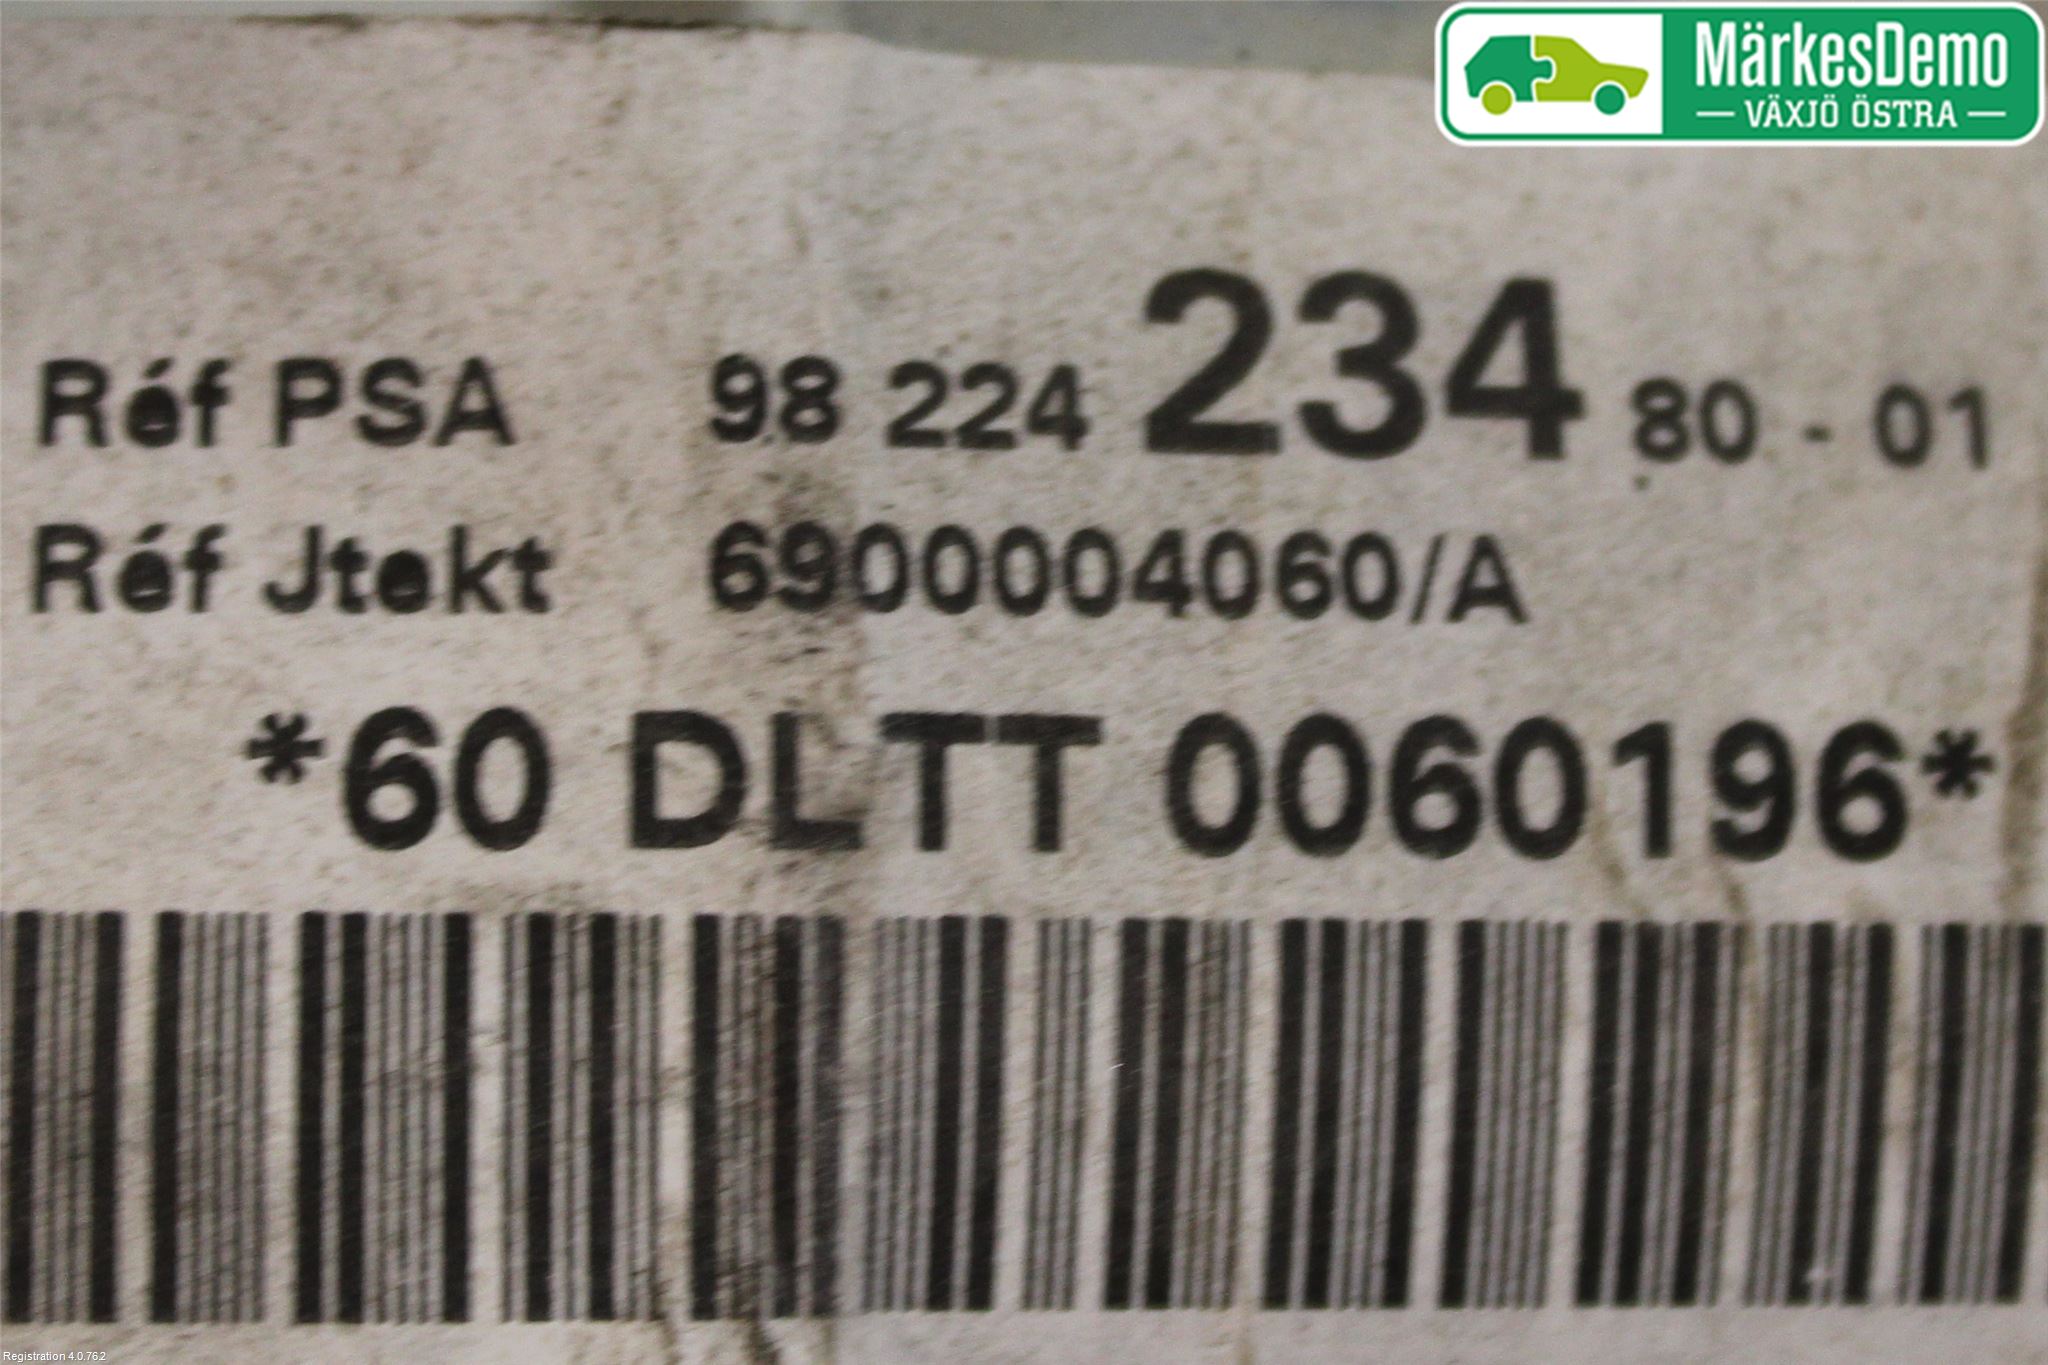 MärkesDemo
VÄXJÖ ÖSTRA
Réf PSA 98 224 234 80 - 01
Réf Jtekt 6900004060/A
*60 DLTT 0060196*
Registration 4.0.762